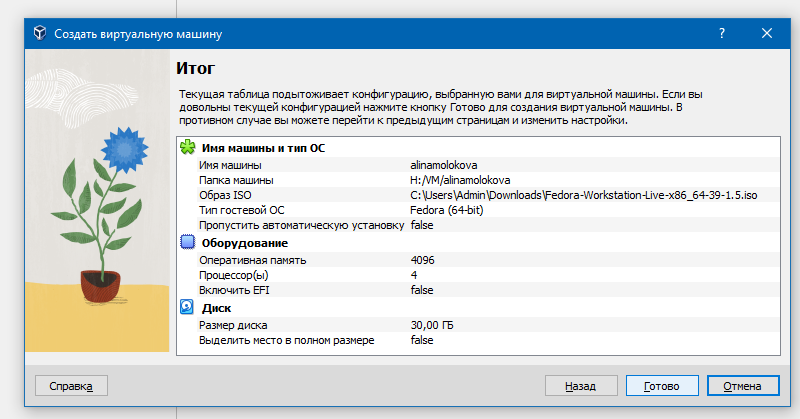 Создать виртуальную машину
?
Итог
Текущая таблица подытоживает конфигурацию, выбранную вами для виртуальной машины. Если вы
довольны текущей конфигурацией нажмите кнопку Готово для создания виртуальной машины. В
противном случае вы можете перейти к предыдущим страницам и изменить настройки.
Имя машины и тип ОС
Имя машины alinamolokova
Папка машины H:/VM/alinamolokova
Образ ISO C:\Users\Admin\Downloads\Fedora-Workstation-Live-x86_64-39-1.5.iso
Тип гостевой ОС Fedora (64-bit)
Пропустить автоматическую установку false
Оборудование
Оперативная память 4096
Процессор(ы) 4
Включить EFI false
Диск
Размер диска 30,00 ГБ
Выделить место в полном размере false
Справка Назад Готово Отмена